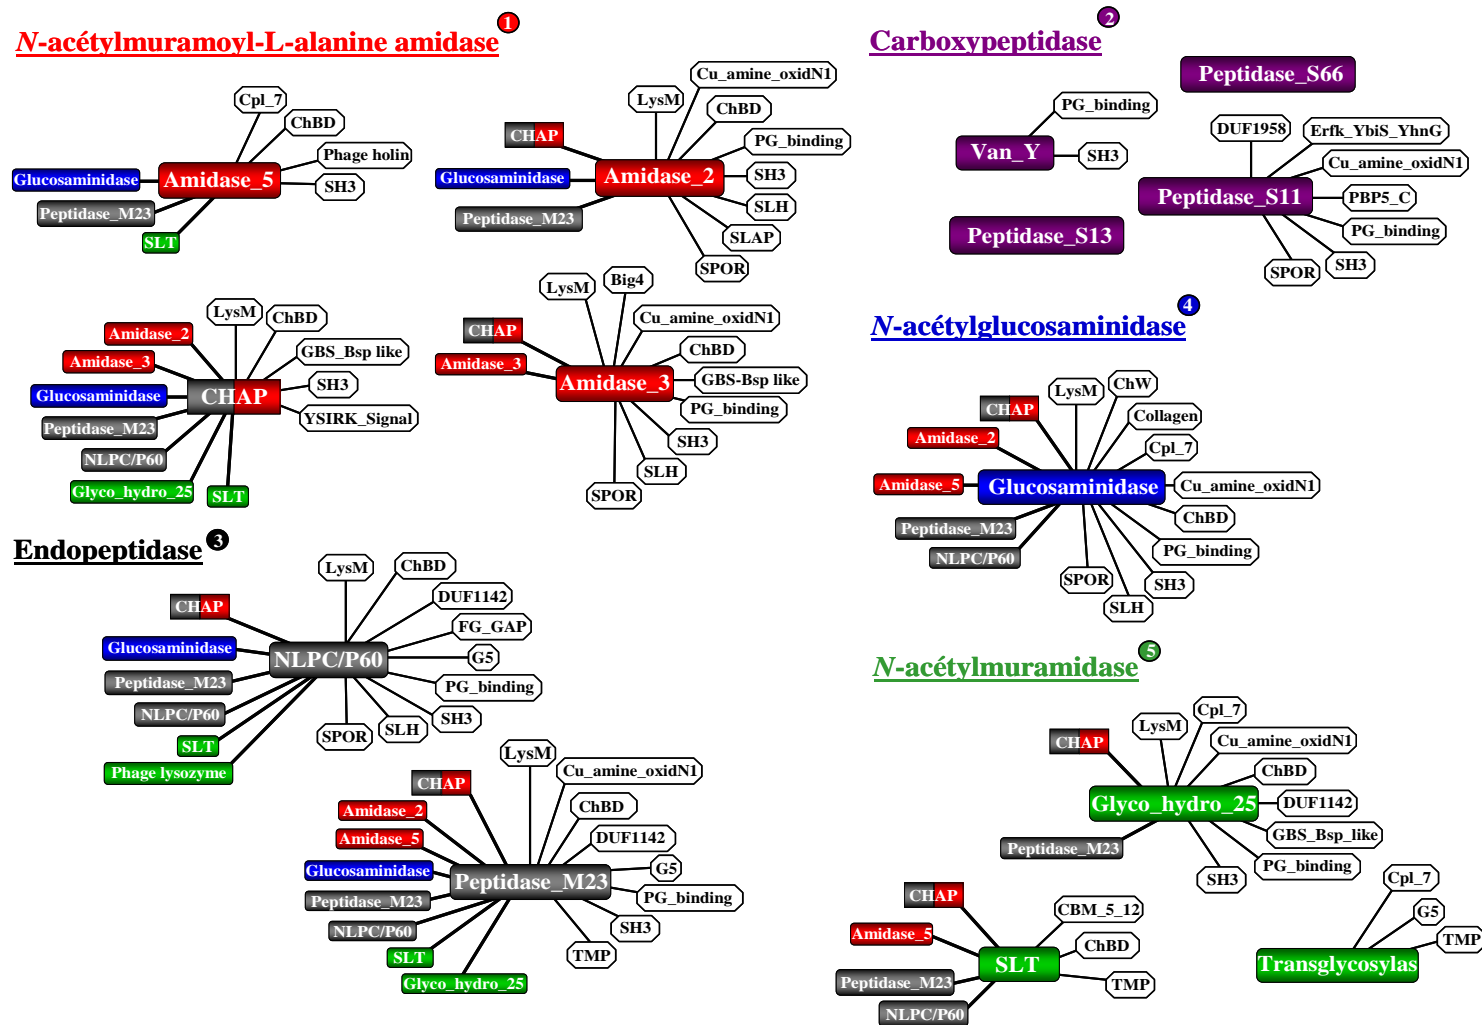 N-acétylmuramoyl-L-alanine amidase 1
Cpl_7
ChBD
Phage holin
SH3
Glucosaminidase
Amidase_5
Peptidase_M23
SLT
Cu_amine_oxidN1
LysM
ChBD
CHAP
PG_binding
Glucosaminidase
Amidase_2
SH3
Peptidase_M23
SLH
SLAP
SPOR
LysM
ChBD
Amidase_2
GBS_Bsp like
Amidase_3
SH3
Glucosaminidase
CHAP
YSIRK_Signal
Peptidase_M23
NLPC/P60
Glyco_hydro_25
SLT
Big4
LysM
Cu_amine_oxidN1
CHAP
ChBD
Amidase_3
Amidase_3
GBS-Bsp like
PG_binding
SH3
SLH
SPOR
Carboxypeptidase 2
Peptidase_S66
PG_binding
Van_Y
SH3
DUF1958
Erfk_YbiS_YhnG
Cu_amine_oxidN1
Peptidase_S11
PBP5_C
PG_binding
SH3
SPOR
Peptidase_S13
Endopeptidase 3
LysM
ChBD
DUF1142
CHAP
FG_GAP
Glucosaminidase
NLPC/P60
G5
Peptidase_M23
PG_binding
NLPC/P60
SH3
SLH
SPOR
SLT
Phage lysozyme
LysM
Cu_amine_oxidN1
CHAP
ChBD
Amidase_2
DUF1142
Amidase_5
G5
Glucosaminidase
Peptidase_M23
PG_binding
Peptidase_M23
NLPC/P60
SH3
TMP
SLT
Glyco_hydro_25
N-acétylglucosaminidase 4
LysM
ChW
CHAP
Collagen
Amidase_2
Cpl_7
Amidase_5
Glucosaminidase
Cu_amine_oxidN1
ChBD
Peptidase_M23
PG_binding
NLPC/P60
SH3
SPOR
SLH
N-acétylmuramidase 5
Cpl_7
LysM
Cu_amine_oxidN1
CHAP
ChBD
Glyco_hydro_25
DUF1142
GBS_Bsp_like
Peptidase_M23
PG_binding
SH3
CHAP
CBM_5_12
Amidase_5
ChBD
SLT
Peptidase_M23
TMP
NLPC/P60
Cpl_7
G5
TMP
Transglycosylas